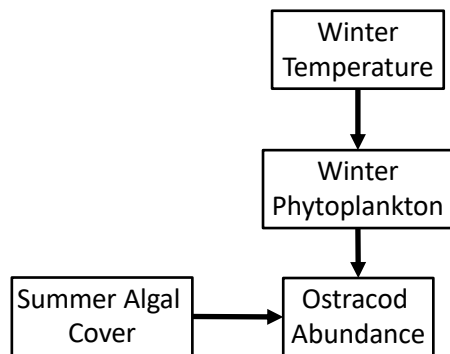 Winter
Temperature
Winter
Phytoplankton
Summer Algal
Cover
Ostracod
Abundance